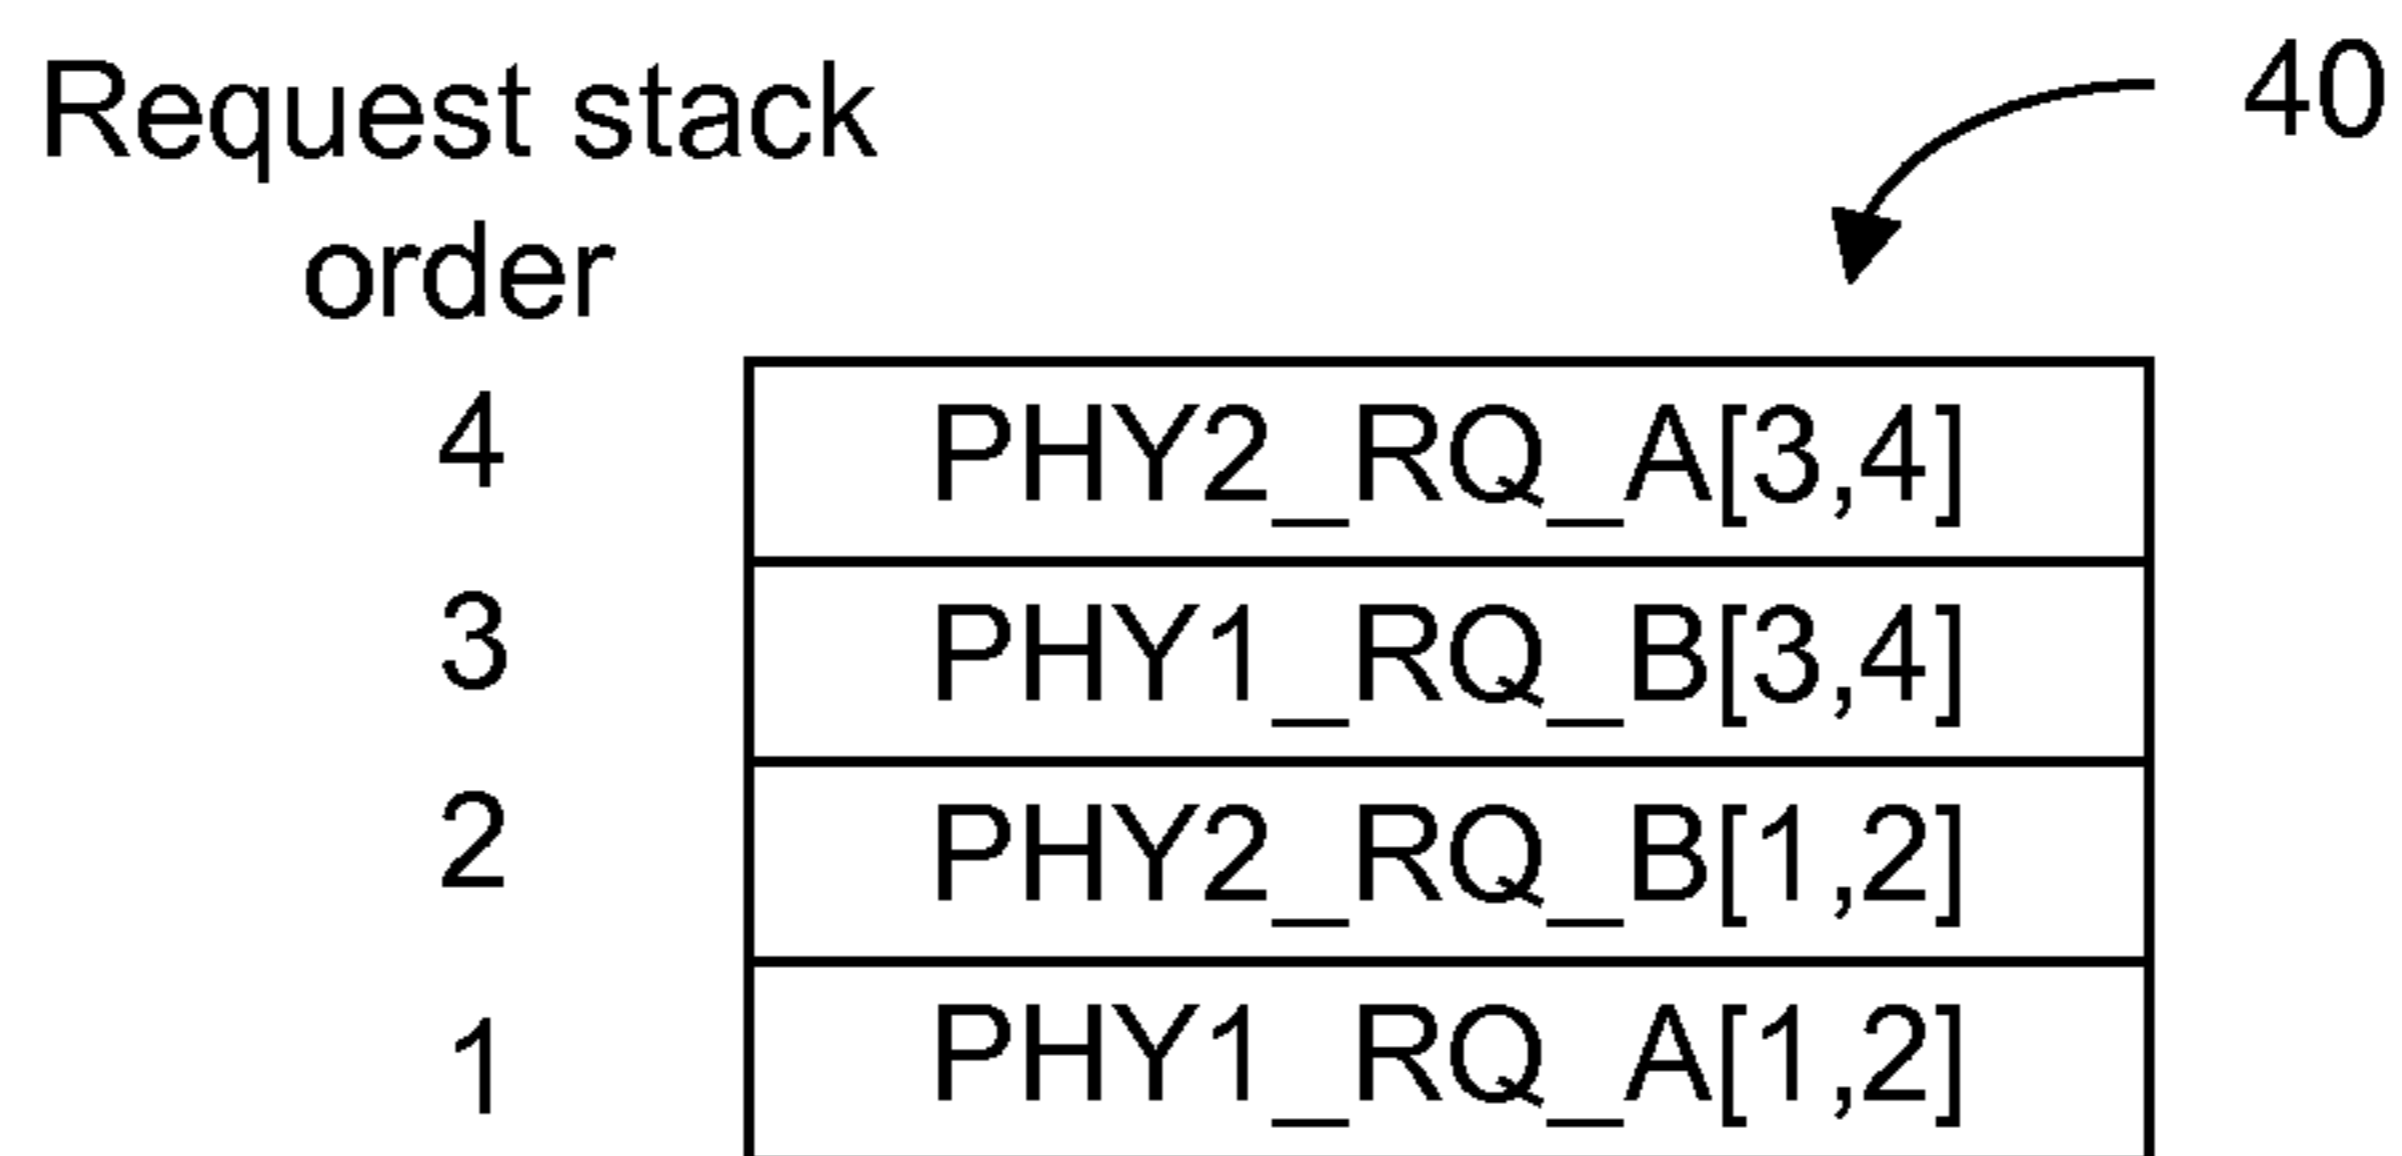 Request stack
order
40
4 PHY2_RQ_A[3,4]
3 PHY1_RQ_B[3,4]
2 PHY2_RQ_B[1,2]
1 PHY1_RQ_A[1,2]